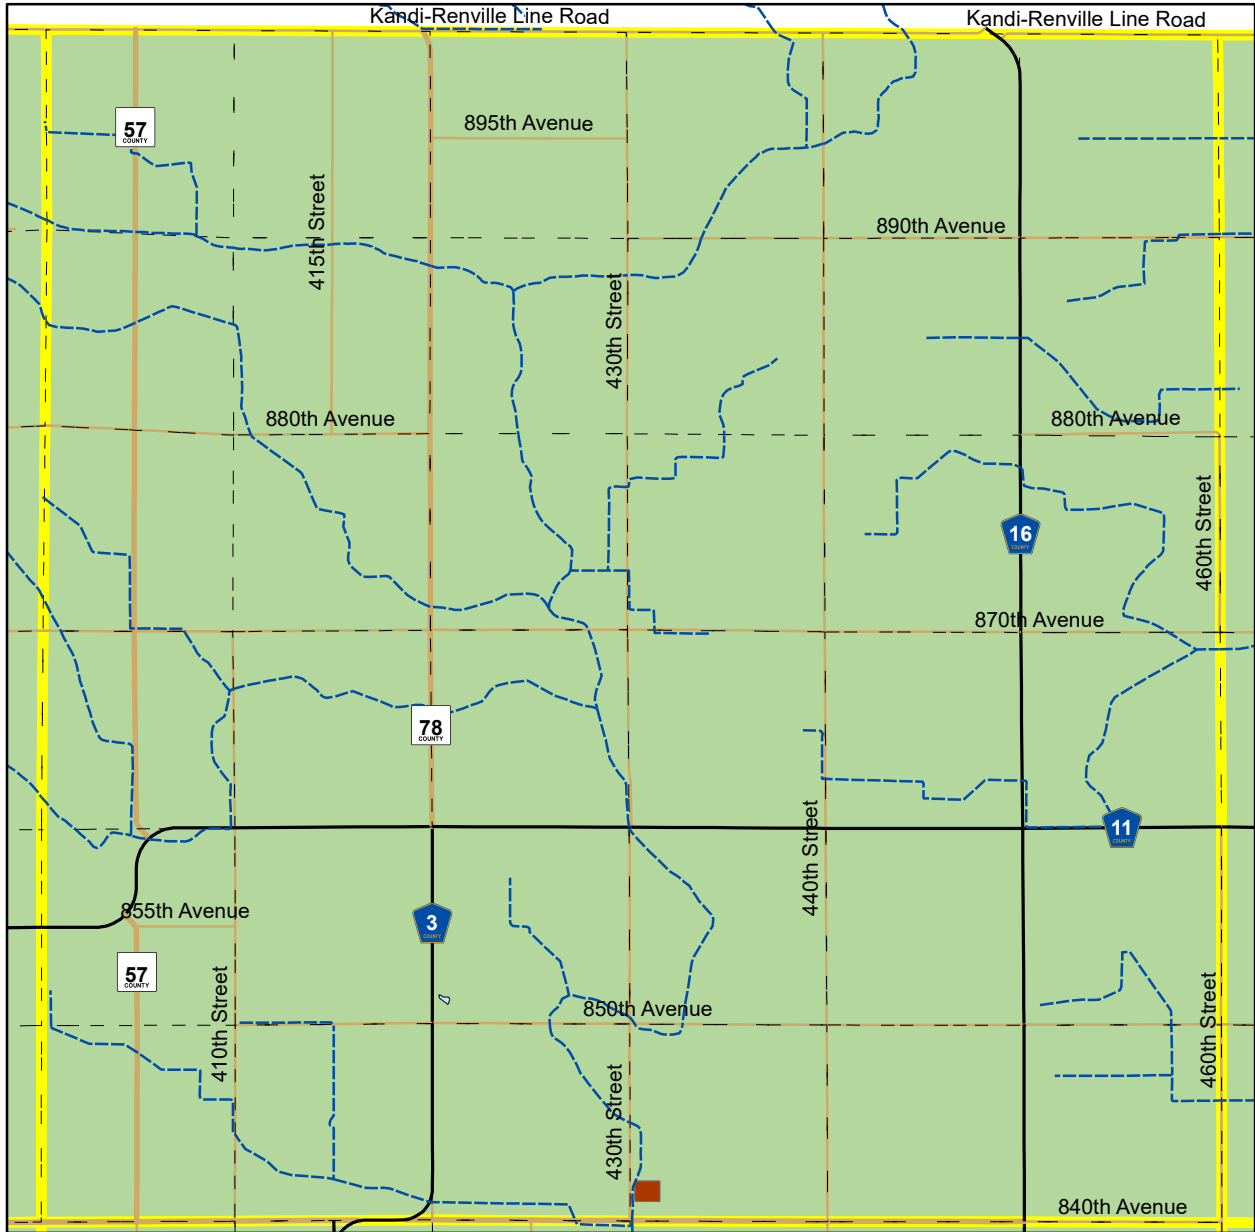 Kandi-Renville Line Road
Kandi-Renville Line Road
57
COUNTY
895th Avenue
415th Street
890th Avenue
430th Street
880th Avenue
880th Avenue
460th Street
16
COUNTY
870th Avenue
78
COUNTY
440th Street
11
COUNTY
855th Avenue
3
COUNTY
57
COUNTY
410th Street
850th Avenue
460th Street
430th Street
840th Avenue